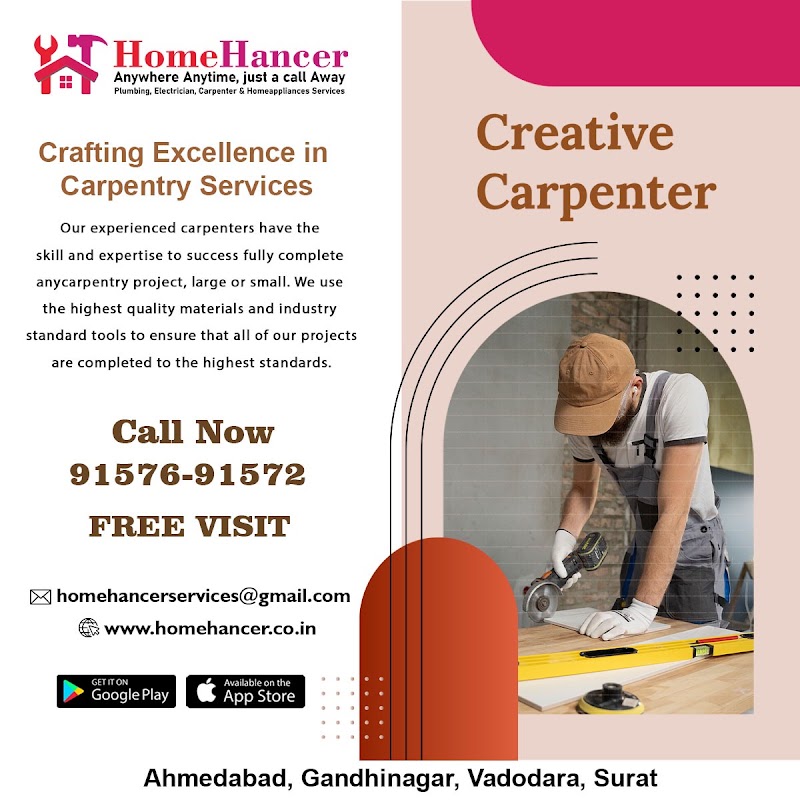 HomeHancer
Anywhere Anytime, just a call Away
Plumbing, Electrician, Carpenter & Homeappliances Services
Crafting Excellence in
Carpentry Services
Our experienced carpenters have the
skill and expertise to success fully complete
anycarpentry project, large or small. We use
the highest quality materials and industry
standard tools to ensure that all of our projects
are completed to the highest standards.
Call Now
91576-91572
FREE VISIT
homehancerservices@gmail.com
www.homehancer.co.in
GET IT ON
Google Play
Available on the
App Store
Creative
Carpenter
Ahmedabad, Gandhinagar, Vadodara, Surat